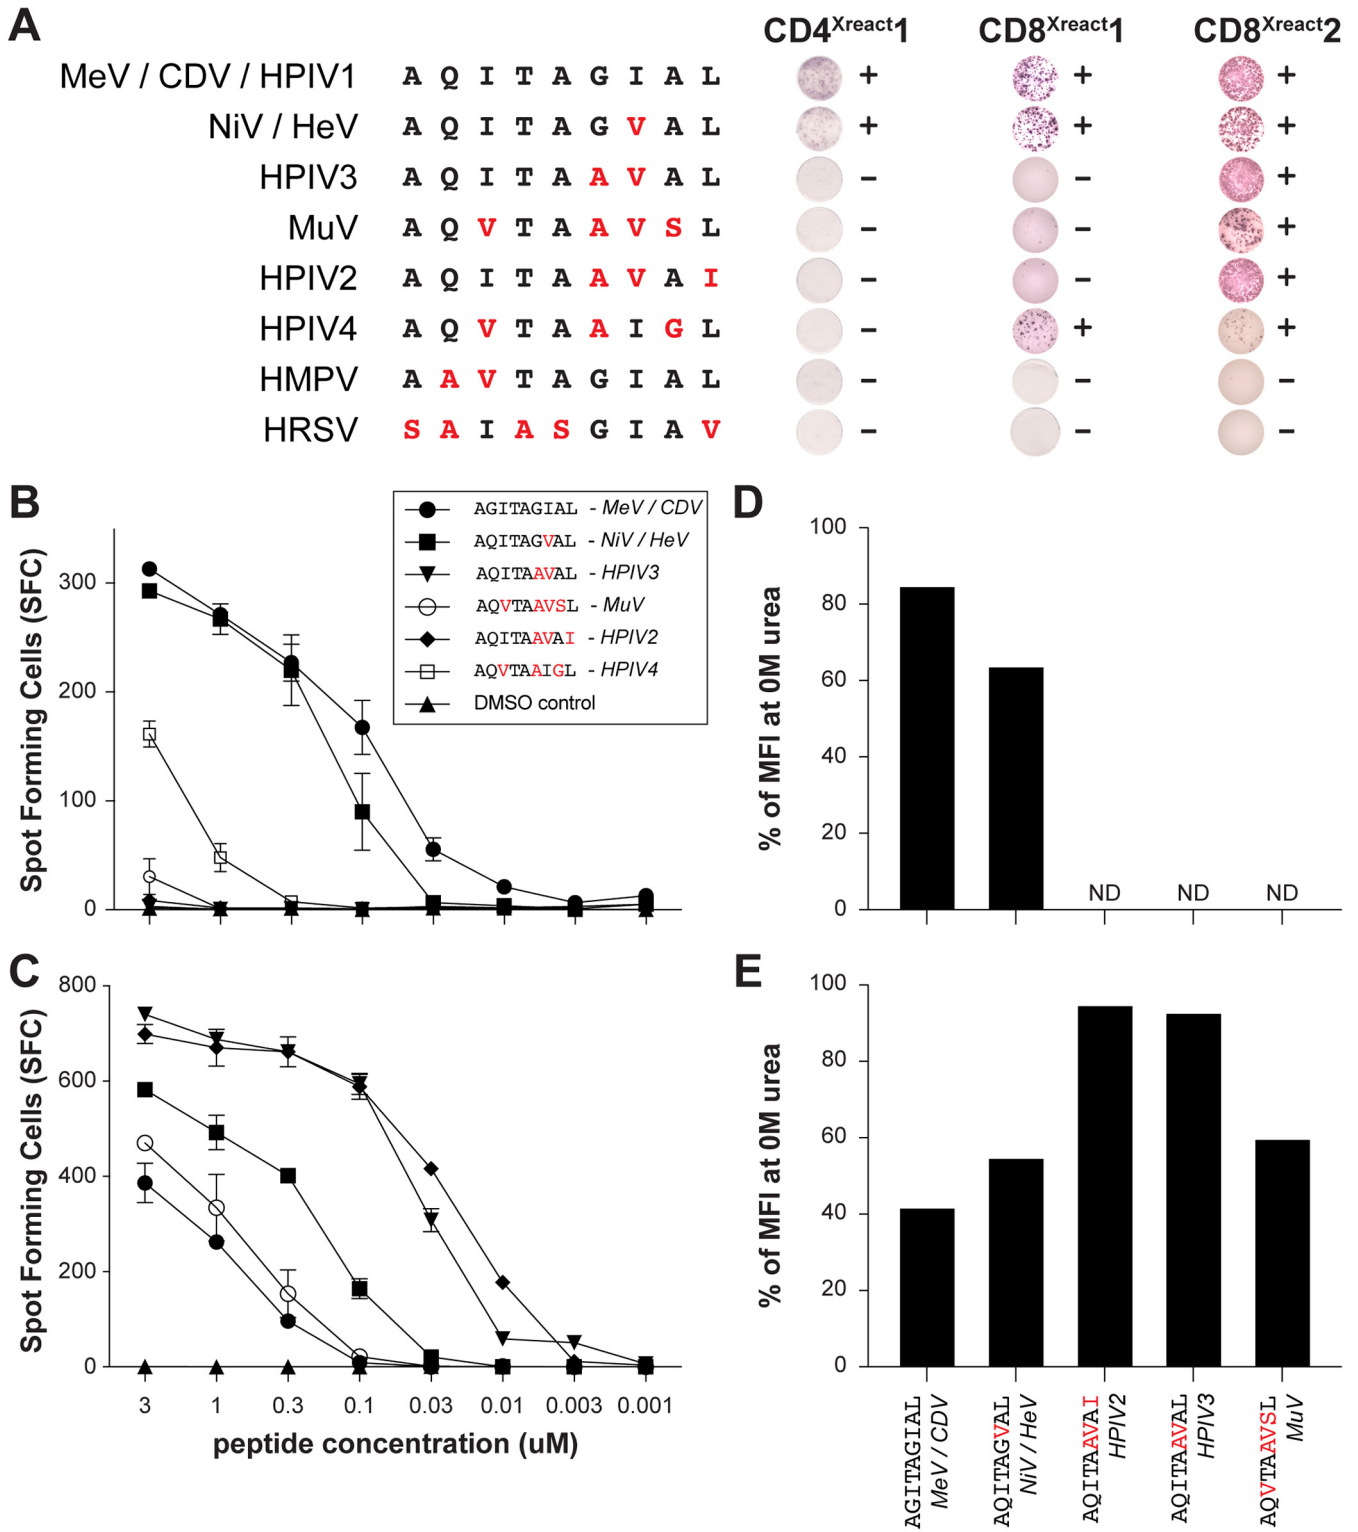 A
CD4Xreact1 CD8Xreact1 CD8Xreact2
MeV / CDV / HPIV1 A Q I T A G I A L + + +
NiV / HeV A Q I T A G V A L + + +
HPIV3 A Q I T A A V A L – – +
MuV A Q V T A A V S L – – +
HPIV2 A Q I T A A V A I – – +
HPIV4 A Q V T A A I G L – + +
HMPV A A V T A G I A L – – –
HRSV S A I A S G I A V – – –
B
Spot Forming Cells (SFC)
300
200
100
0
AGITAGIAL - MeV / CDV
AQITAGVAL - NiV / HeV
AQITAAVAL - HPIV3
AQVTAAVSL - MuV
AQITAAVAI - HPIV2
AQVTAAIGL - HPIV4
DMSO control
D
% of MFI at 0M urea
100
80
60
40
20
0
ND ND ND
C
Spot Forming Cells (SFC)
800
600
400
200
0
3 1 0.3 0.1 0.03 0.01 0.003 0.001
peptide concentration (uM)
E
% of MFI at 0M urea
100
80
60
40
20
0
AGITAGIAL
MeV / CDV
AQITAGVAL
NiV / HeV
AQITAAVAI
HPIV2
AQITAAVAL
HPIV3
AQVTAAVSL
MuV